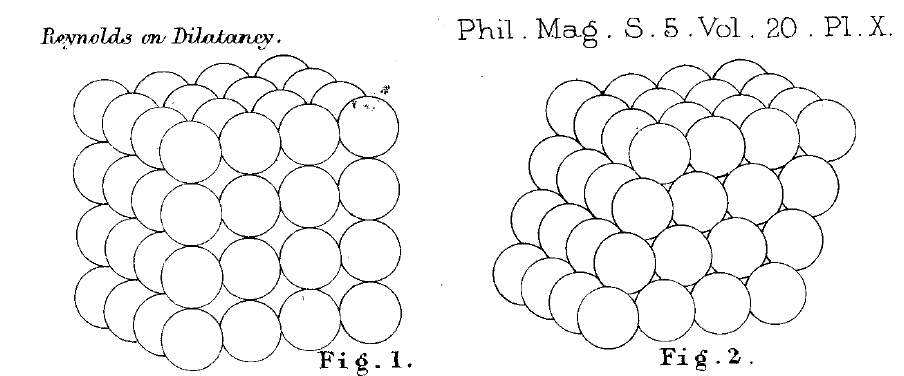 Reynolds on Dilatancy.
Phil. Mag. S. 5. Vol. 20. Pl. X.
Fig. 1.
Fig. 2.